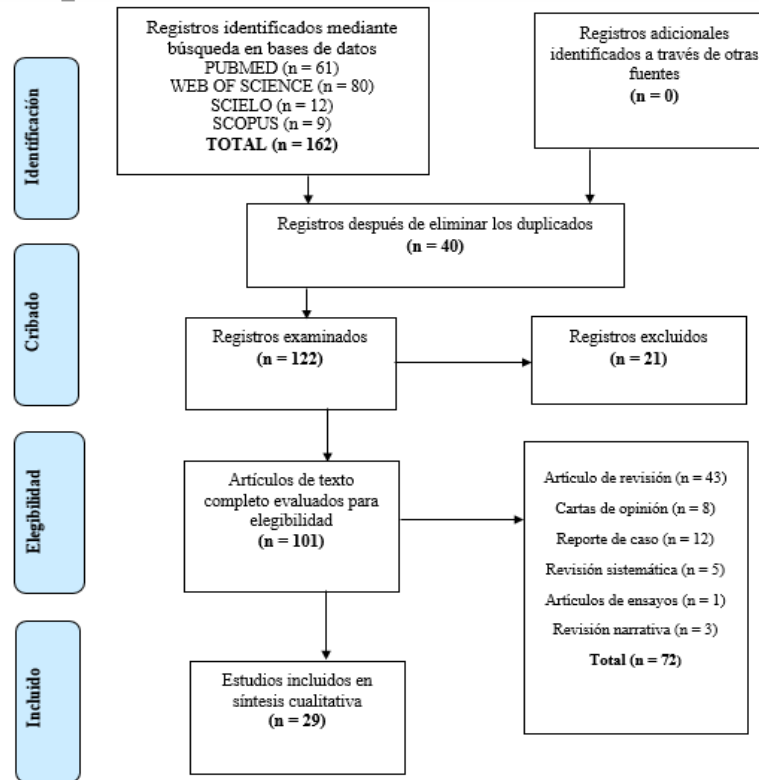 Identificación
Registros identificados mediante
búsqueda en bases de datos
PUBMED (n = 61)
WEB OF SCIENCE (n = 80)
SCIELO (n = 12)
SCOPUS (n = 9)
TOTAL (n = 162)
Registros adicionales
identificados a través de otras
fuentes
(n = 0)
Registros después de eliminar los duplicados
(n = 40)
Cribado
Registros examinados
(n = 122)
Registros excluidos
(n = 21)
Elegibilidad
Artículos de texto
completo evaluados para
elegibilidad
(n = 101)
Artículo de revisión (n = 43)
Cartas de opinión (n = 8)
Reporte de caso (n = 12)
Revisión sistemática (n = 5)
Artículos de ensayos (n = 1)
Revisión narrativa (n = 3)
Total (n = 72)
Incluido
Estudios incluidos en
síntesis cualitativa
(n = 29)